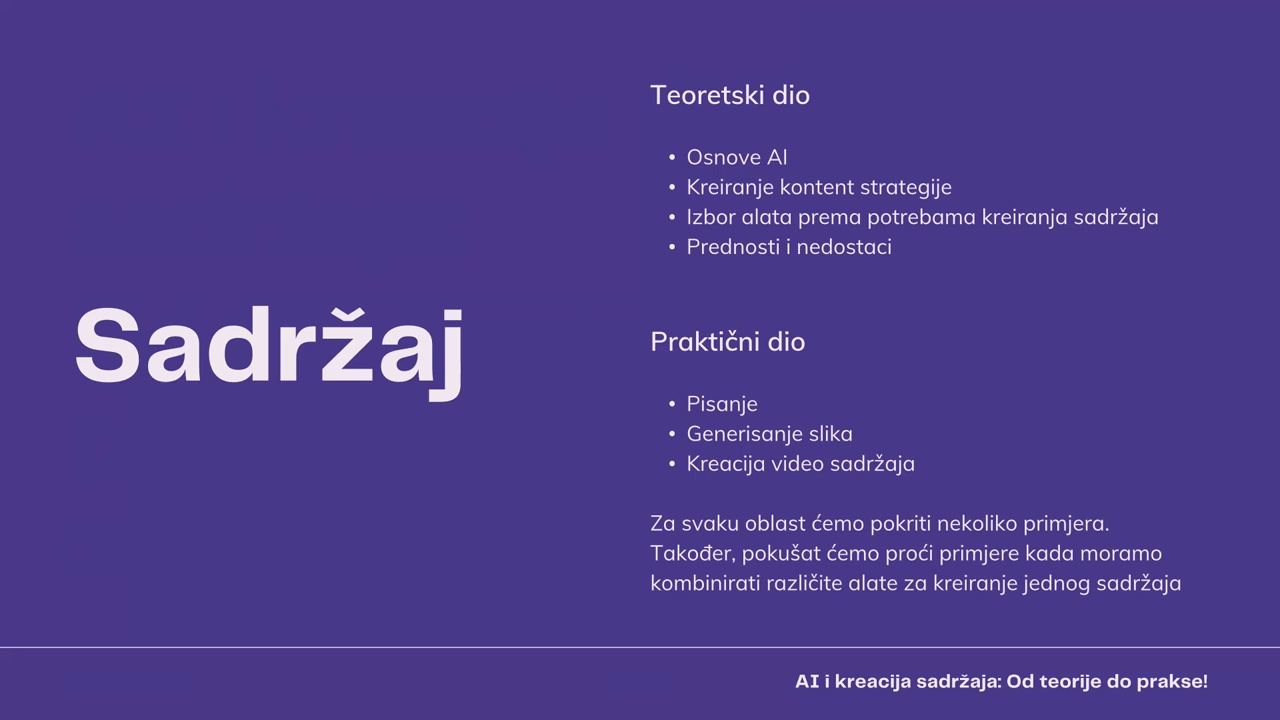 Sadržaj
Teoretski dio
• Osnove AI
• Kreiranje kontent strategije
• Izbor alata prema potrebama kreiranja sadržaja
• Prednosti i nedostaci
Praktični dio
• Pisanje
• Generisanje slika
• Kreacija video sadržaja
Za svaku oblast ćemo pokriti nekoliko primjera.
Također, pokušat ćemo proći primjere kada moramo
kombinirati različite alate za kreiranje jednog sadržaja
AI i kreacija sadržaja: Od teorije do prakse!